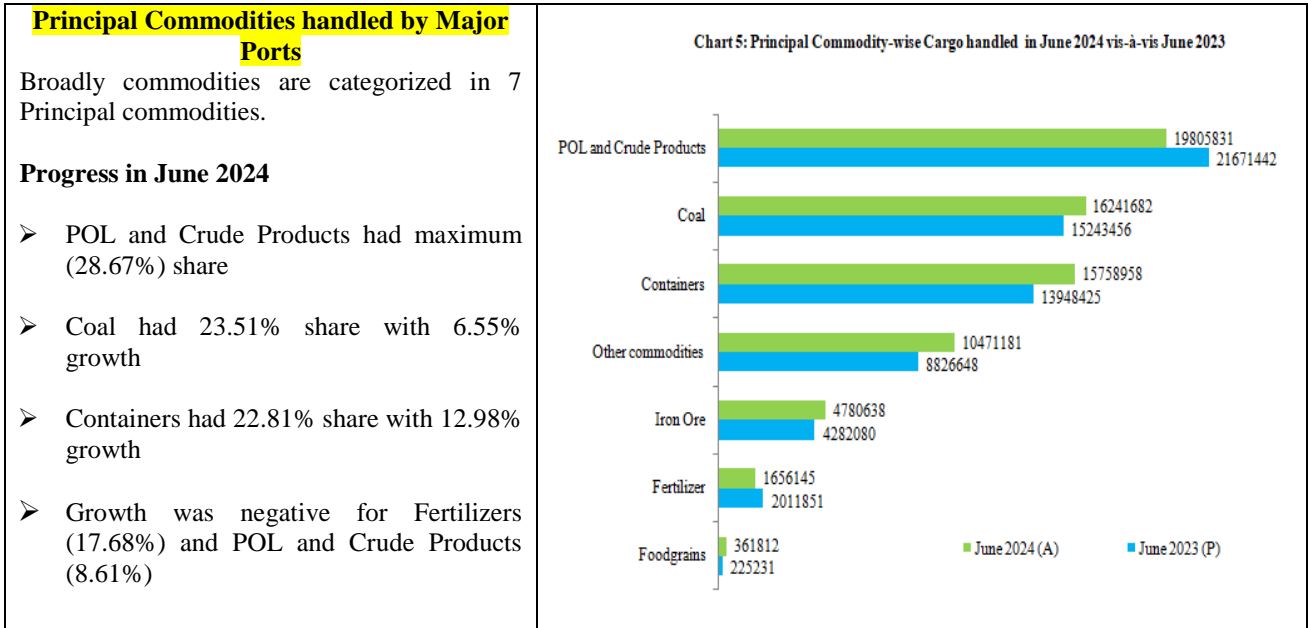 Principal Commodities handled by Major
Ports
Broadly commodities are categorized in 7
Principal commodities.
Progress in June 2024
➢ POL and Crude Products had maximum
(28.67%) share
➢ Coal had 23.51% share with 6.55%
growth
➢ Containers had 22.81% share with 12.98%
growth
➢ Growth was negative for Fertilizers
(17.68%) and POL and Crude Products
(8.61%)
Chart 5: Principal Commodity-wise Cargo handled in June 2024 vis-à-vis June 2023
POL and Crude Products
19805831
21671442
Coal
16241682
15243456
Containers
15758958
13948425
Other commodities
10471181
8826648
Iron Ore
4780638
4282080
Fertilizer
1656145
2011851
Foodgrains
361812
225231
June 2024 (A)
June 2023 (P)